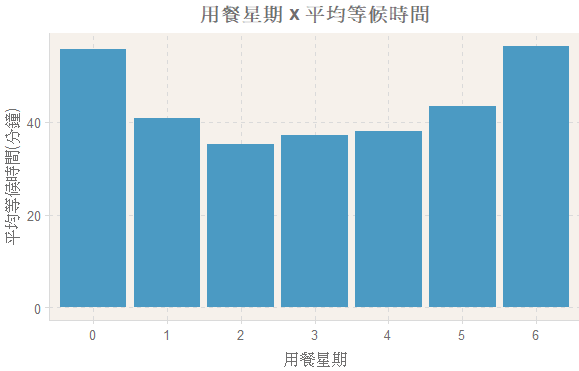 用餐星期 x 平均等候時間
平均等候時間(分鐘)
40
20
0
0 1 2 3 4 5 6
用餐星期